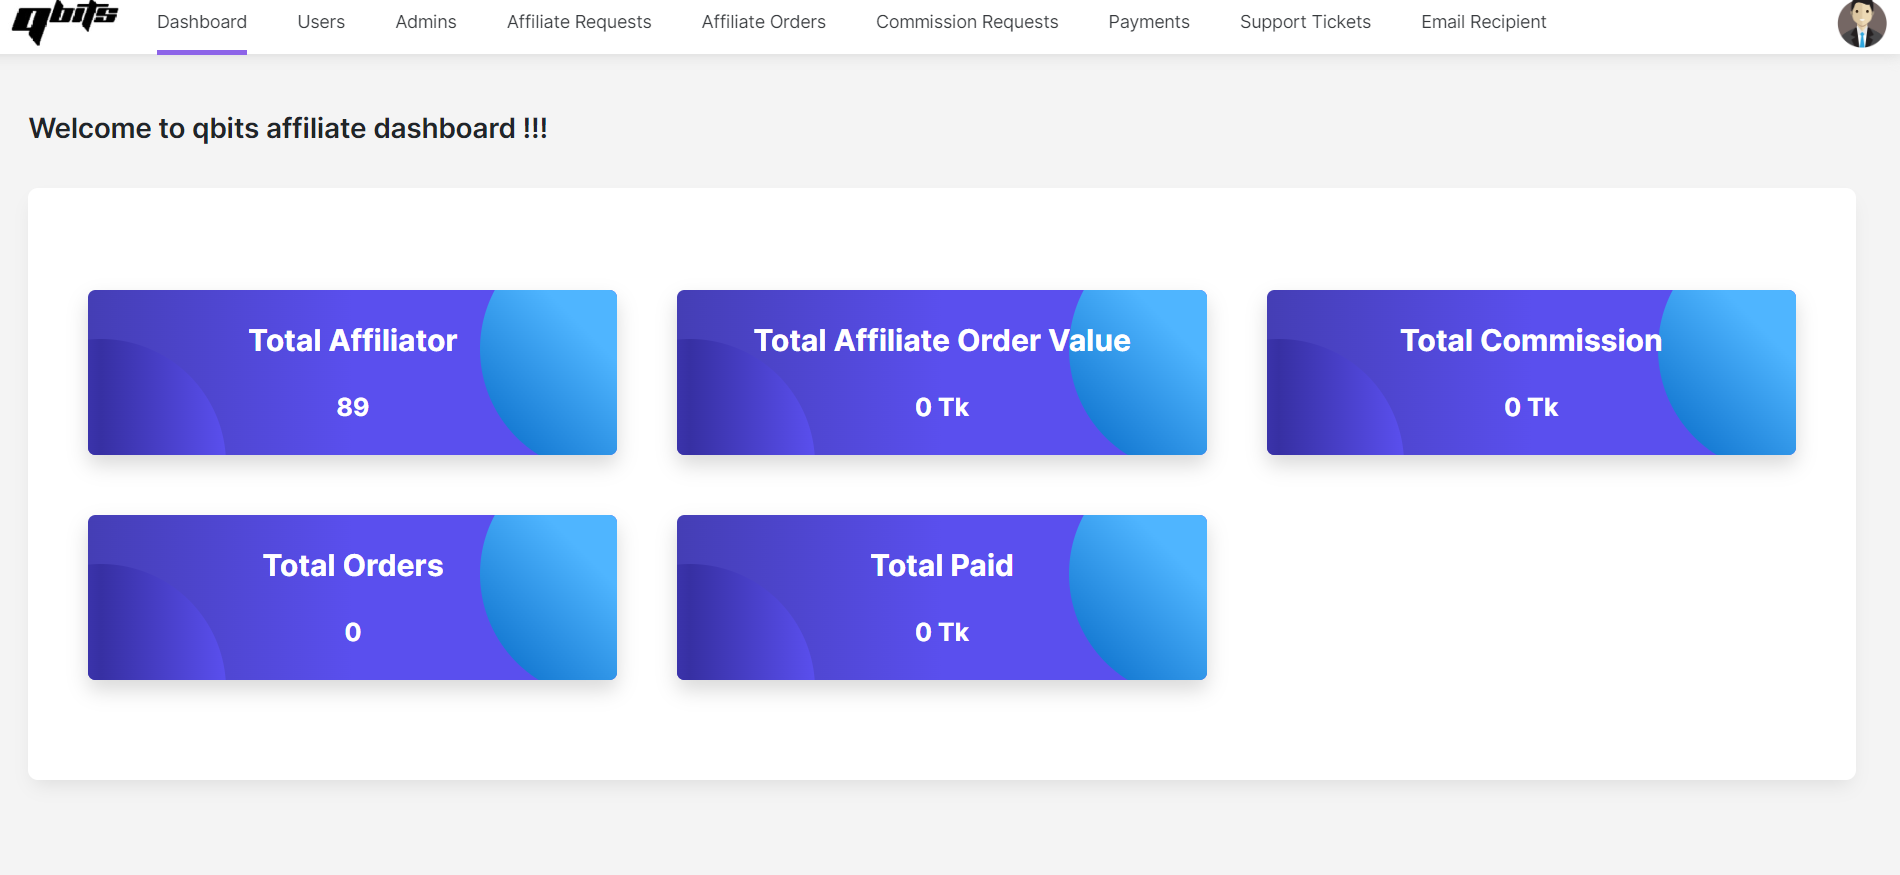 qbits
Dashboard Users Admins Affiliate Requests Affiliate Orders Commission Requests Payments Support Tickets Email Recipient
Welcome to qbits affiliate dashboard !!!
Total Affiliator
89
Total Affiliate Order Value
0 Tk
Total Commission
0 Tk
Total Orders
0
Total Paid
0 Tk